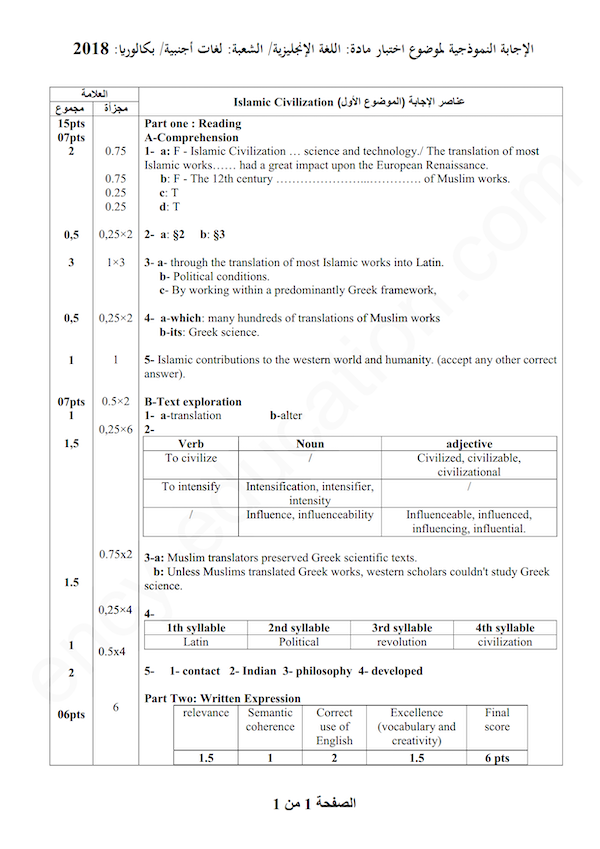 الإجابة النموذجية لموضوع اختبار مادة: اللغة الإنجليزية/ الشعبة: لغات أجنبية/ بكالوريا: 2018
العلامة
مجموع مجزأة عناصر الإجابة (الموضوع الأول) Islamic Civilization
15pts Part one : Reading
07pts A-Comprehension
2 0.75 1- a: F - Islamic Civilization … science and technology./ The translation of most
Islamic works…… had a great impact upon the European Renaissance.
0.75 b: F - The 12th century …………………...…………. of Muslim works.
0.25 c: T
0.25 d: T
0,5 0,25×2 2- a: §2 b: §3
3 1×3 3- a- through the translation of most Islamic works into Latin.
b- Political conditions.
c- By working within a predominantly Greek framework,
0,5 0,25×2 4- a-which: many hundreds of translations of Muslim works
b-its: Greek science.
1 1 5- Islamic contributions to the western world and humanity. (accept any other correct
answer).
07pts 0.5×2 B-Text exploration
1 1- a-translation b-alter
0,25×6 2-
1,5 Verb Noun adjective
To civilize / Civilized, civilizable,
civilizational
To intensify Intensification, intensifier, /
intensity
/ Influence, influenceability Influenceable, influenced,
influencing, influential.
0.75x2 3-a: Muslim translators preserved Greek scientific texts.
b: Unless Muslims translated Greek works, western scholars couldn't study Greek
1.5 science.
0,25×4 4-
1th syllable 2nd syllable 3rd syllable 4th syllable
1 Latin Political revolution civilization
0.5x4
2 5- 1- contact 2- Indian 3- philosophy 4- developed
Part Two: Written Expression
06pts 6 relevance Semantic Correct Excellence Final
coherence use of (vocabulary and score
English creativity)
1.5 1 2 1.5 6 pts
الصفحة 1 من 1
ency-education.com